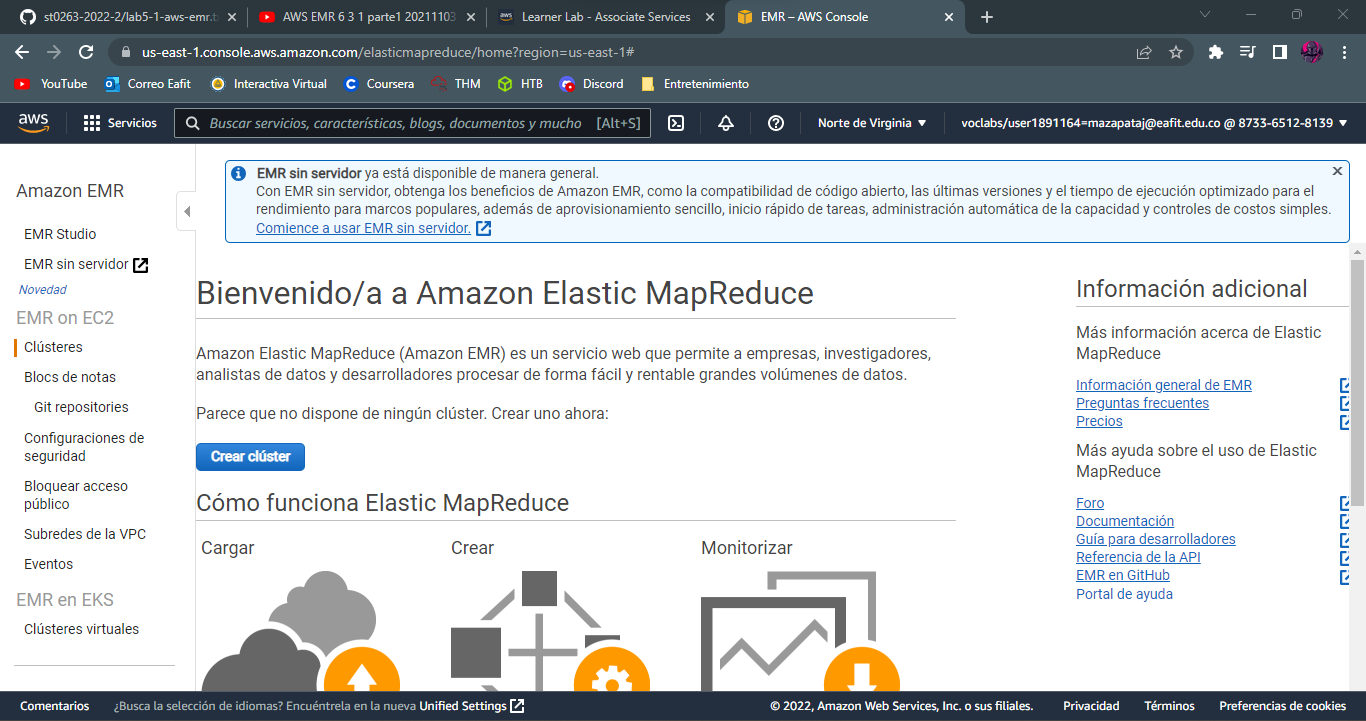 st0263-2022-2/lab5-1-aws-emr.t
AWS EMR 6 3 1 parte1 20211103
Learner Lab - Associate Services
EMR – AWS Console
us-east-1.console.aws.amazon.com/elasticmapreduce/home?region=us-east-1#
YouTube
Correo Eafit
Interactiva Virtual
Coursera
THM
HTB
Discord
Entretenimiento
aws
Servicios
Buscar servicios, características, blogs, documentos y mucho
[Alt+S]
Norte de Virginia
voclabs/user1891164=mazapataj@eafit.edu.co @ 8733-6512-8139
Amazon EMR
EMR Studio
EMR sin servidor
Novedad
EMR on EC2
Clústeres
Blocs de notas
Git repositories
Configuraciones de
seguridad
Bloquear acceso
público
Subredes de la VPC
Eventos
EMR en EKS
Clústeres virtuales
EMR sin servidor ya está disponible de manera general.
Con EMR sin servidor, obtenga los beneficios de Amazon EMR, como la compatibilidad de código abierto, las últimas versiones y el tiempo de ejecución optimizado para el
rendimiento para marcos populares, además de aprovisionamiento sencillo, inicio rápido de tareas, administración automática de la capacidad y controles de costos simples.
Comience a usar EMR sin servidor.
Bienvenido/a a Amazon Elastic MapReduce
Amazon Elastic MapReduce (Amazon EMR) es un servicio web que permite a empresas, investigadores,
analistas de datos y desarrolladores procesar de forma fácil y rentable grandes volúmenes de datos.
Parece que no dispone de ningún clúster. Crear uno ahora:
Crear clúster
Cómo funciona Elastic MapReduce
Cargar
Crear
Monitorizar
Información adicional
Más información acerca de Elastic
MapReduce
Información general de EMR
Preguntas frecuentes
Precios
Más ayuda sobre el uso de Elastic
MapReduce
Foro
Documentación
Guía para desarrolladores
Referencia de la API
EMR en GitHub
Portal de ayuda
Comentarios
¿Busca la selección de idiomas? Encuéntrela en la nueva Unified Settings
© 2022, Amazon Web Services, Inc. o sus filiales.
Privacidad
Términos
Preferencias de cookies